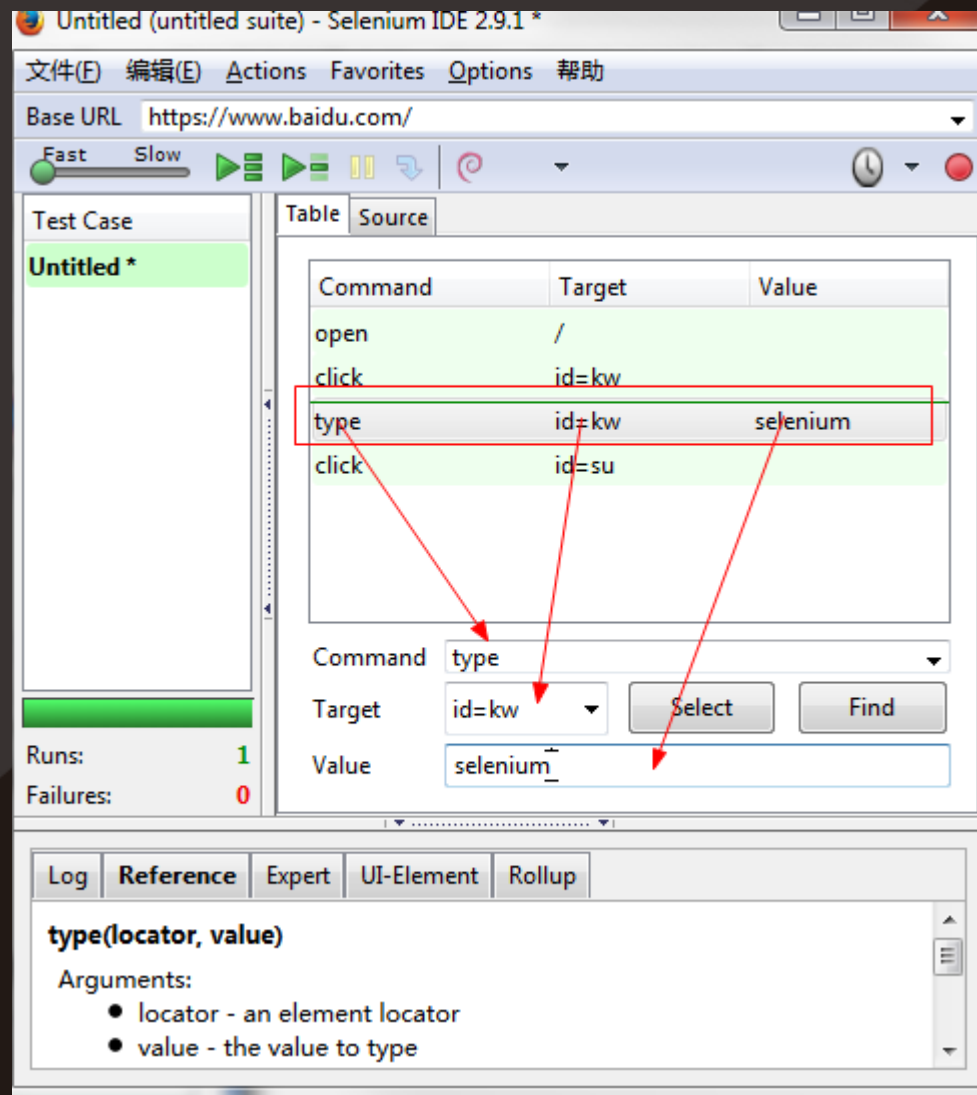 Untitled (untitled suite) - Selenium IDE 2.9.1 *
文件(F) 编辑(E) Actions Favorites Options 帮助
Base URL https://www.baidu.com/
Fast Slow
Test Case
Untitled *
Table Source
Command Target Value
open /
click id=kw
type id=kw selenium
click id=su
Command type
Target id=kw Select Find
Value selenium
Runs: 1
Failures: 0
Log Reference Expert UI-Element Rollup
type(locator, value)
Arguments:
● locator - an element locator
● value - the value to type